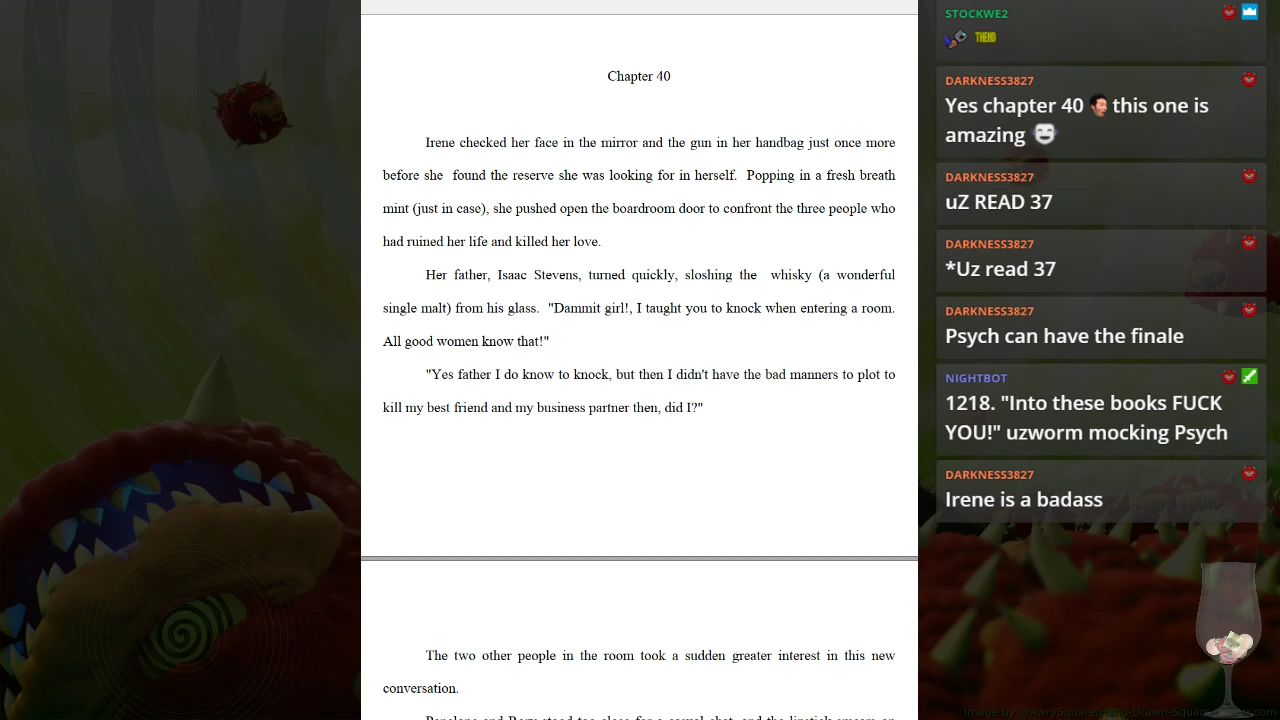 Chapter 40
Irene checked her face in the mirror and the gun in her handbag just once more
before she  found the reserve she was looking for in herself.  Popping in a fresh breath
mint (just in case), she pushed open the boardroom door to confront the three people who
had ruined her life and killed her love.
Her father, Isaac Stevens, turned quickly, sloshing the  whisky (a wonderful
single malt) from his glass.  "Dammit girl!, I taught you to knock when entering a room.
All good women know that!"
"Yes father I do know to knock, but then I didn't have the bad manners to plot to
kill my best friend and my business partner then, did I?"
The two other people in the room took a sudden greater interest in this new
conversation.
STOCKWE2
DARKNESS3827
Yes chapter 40 this one is
amazing
DARKNESS3827
uZ READ 37
DARKNESS3827
*Uz read 37
DARKNESS3827
Psych can have the finale
NIGHTBOT
1218. "Into these books FUCK
YOU!" uzworm mocking Psych
DARKNESS3827
Irene is a badass